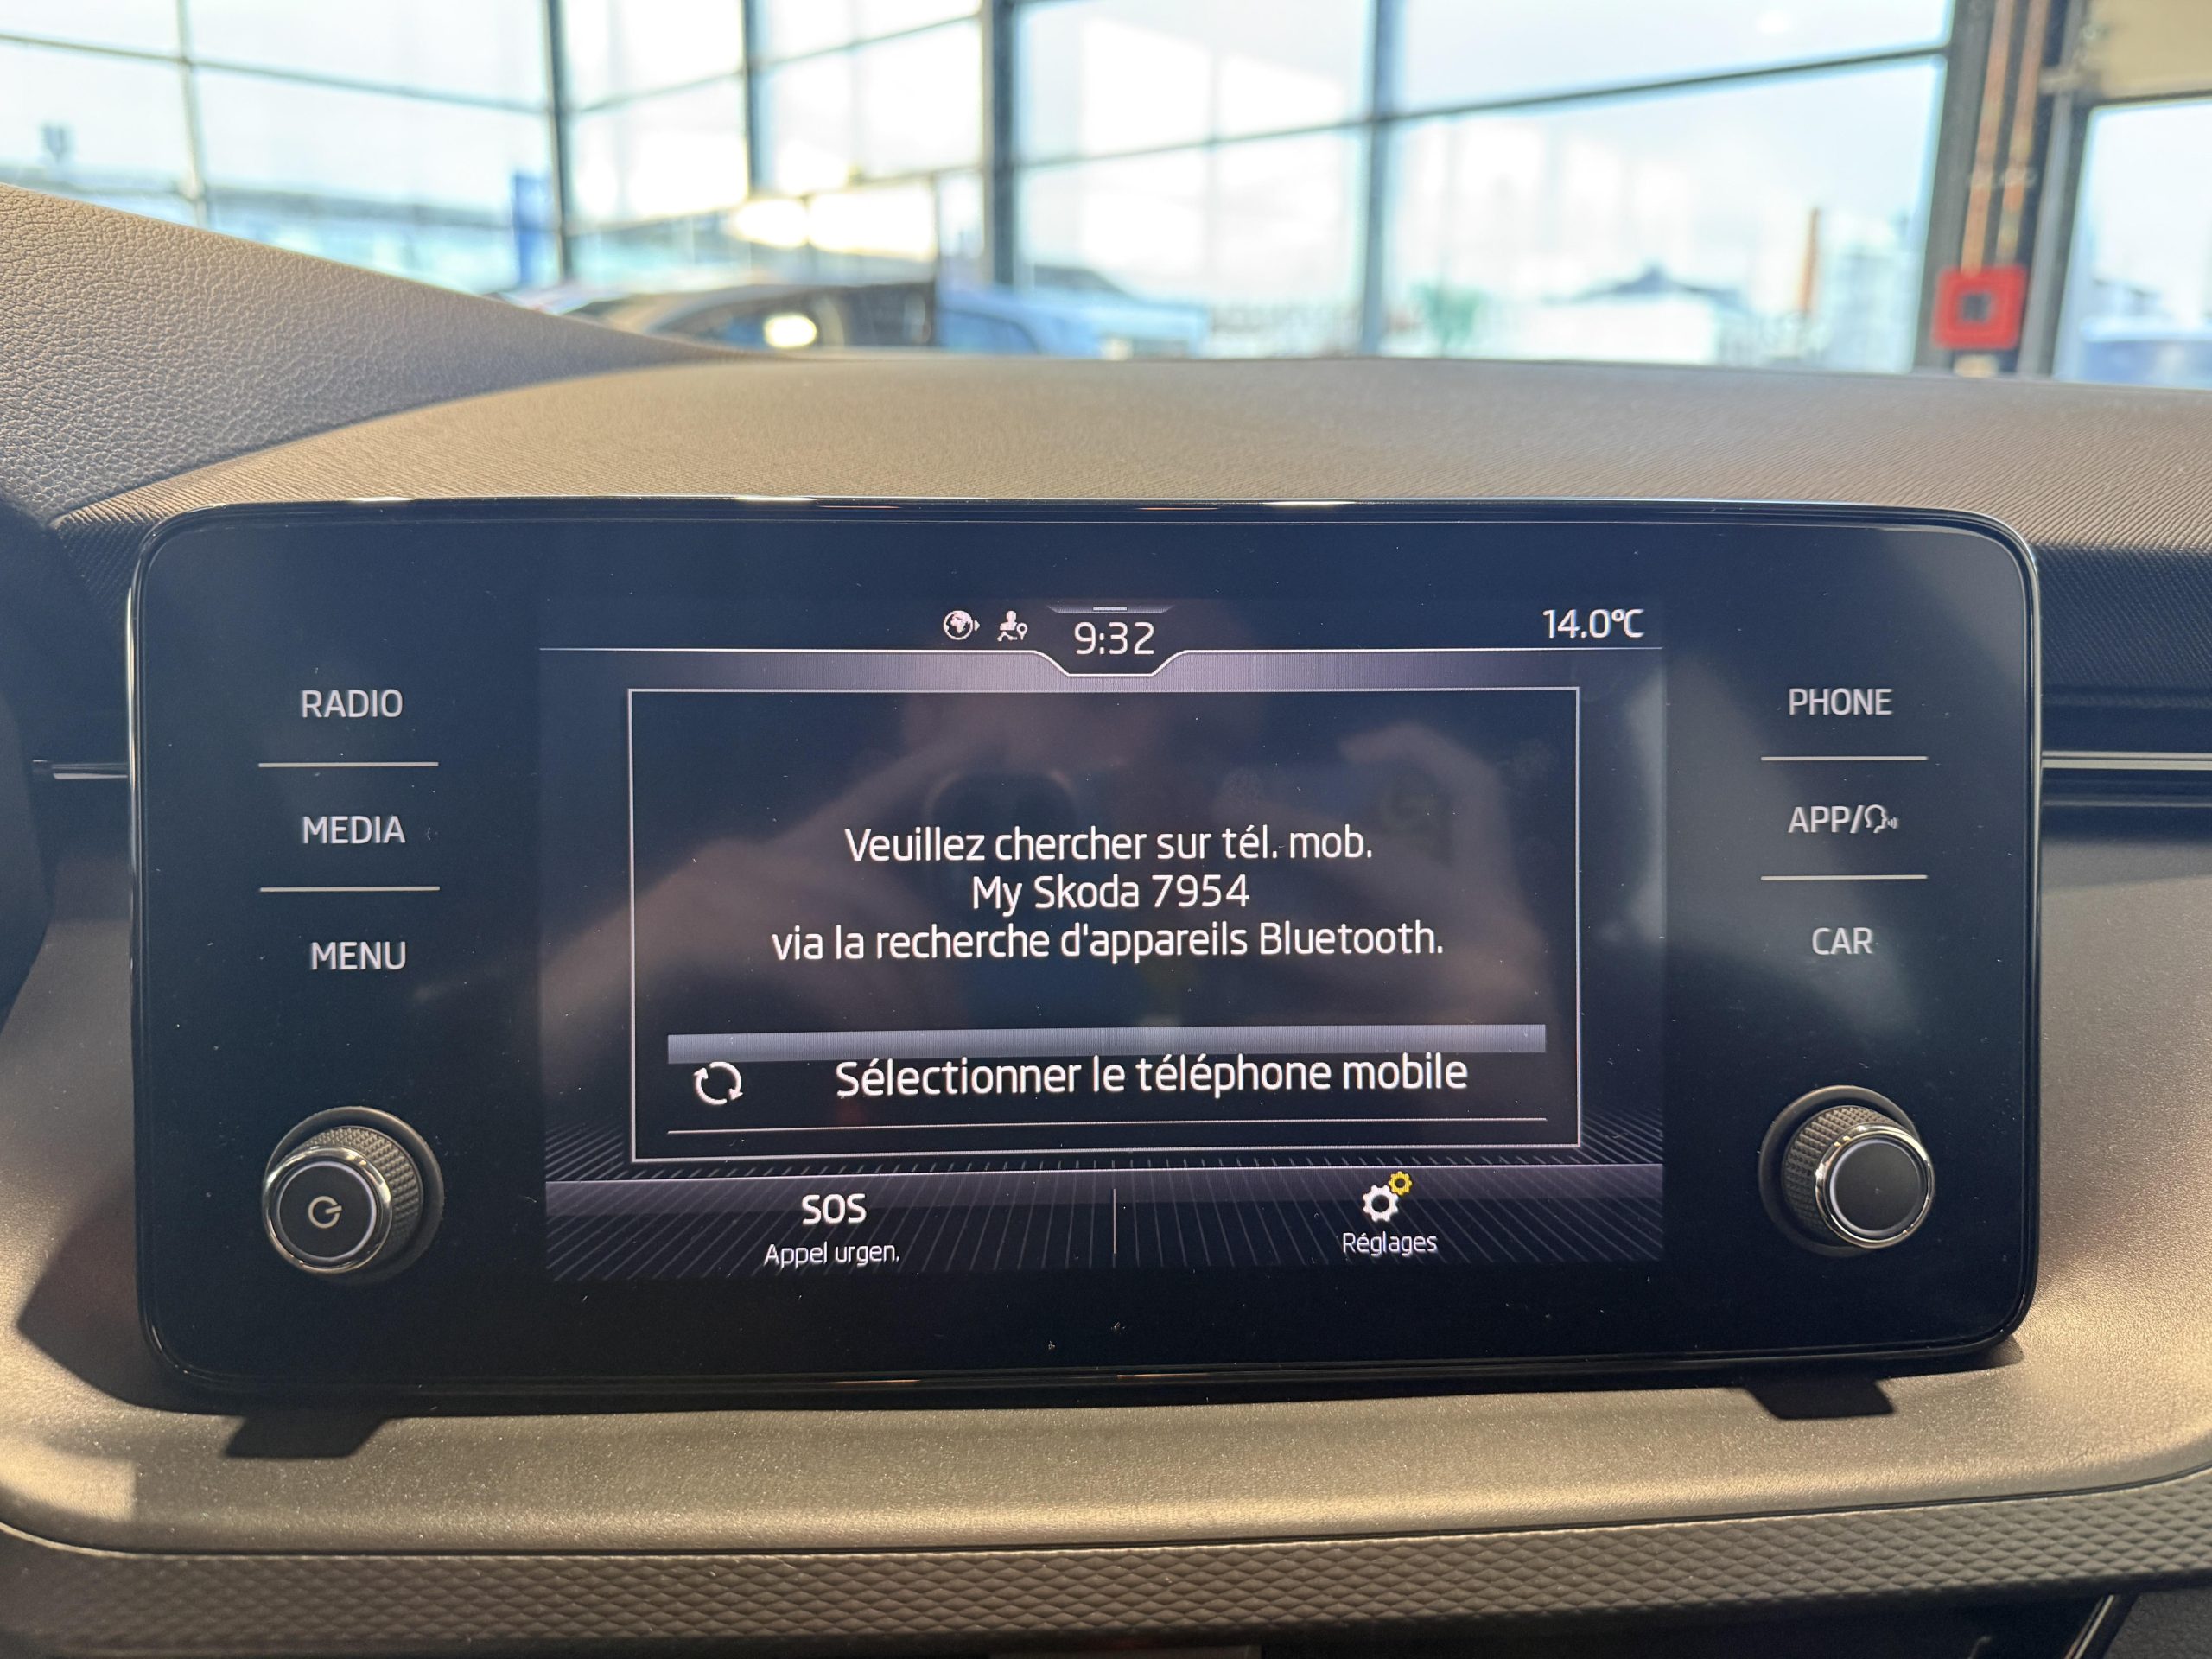 9:32
14.0°C
RADIO
MEDIA
MENU
Veuillez chercher sur tél. mob.
My Skoda 7954
via la recherche d'appareils Bluetooth.
Sélectionner le téléphone mobile
SOS
Appel urgen.
Réglages
PHONE
APP/
CAR